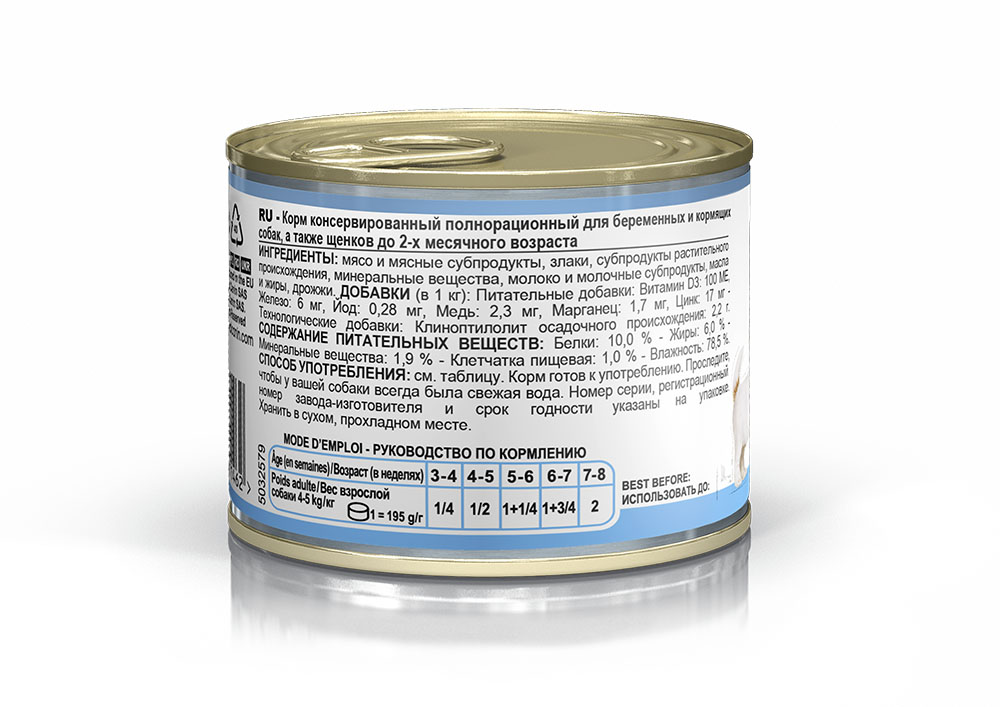 RU - Корм консервированный полнорационный для беременных и кормящих
собак, а также щенков до 2-х месячного возраста
ИНГРЕДИЕНТЫ: мясо и мясные субпродукты, злаки, субпродукты растительного
происхождения, минеральные вещества, молоко и молочные субпродукты, масла
и жиры, дрожжи. ДОБАВКИ (в 1 кг): Питательные добавки: Витамин D3: 100 ME,
Железо: 6 мг, Йод: 0,28 мг, Медь: 2,3 мг, Марганец: 1,7 мг, Цинк: 17 мг -
Технологические добавки: Клиноптилолит осадочного происхождения: 2,2 г.
СОДЕРЖАНИЕ ПИТАТЕЛЬНЫХ ВЕЩЕСТВ: Белки: 10,0 % - Жиры: 6,0 % -
Минеральные вещества: 1,9 % - Клетчатка пищевая: 1,0 % - Влажность: 78,5 %.
СПОСОБ УПОТРЕБЛЕНИЯ: см. таблицу. Корм готов к употреблению. Проследите,
чтобы у вашей собаки всегда была свежая вода. Номер серии, регистрационный
номер завода-изготовителя и срок годности указаны на упаковке.
Хранить в сухом, прохладном месте.
MODE D'EMPLOI - РУКОВОДСТВО ПО КОРМЛЕНИЮ
Âge (en semaines)/Возраст (в неделях) 3-4 4-5 5-6 6-7 7-8
Poids adulte/Вес взрослой
собаки 4-5 kg/кг 1 = 195 g/г 1/4 1/2 1+1/4 1+3/4 2
BEST BEFORE:
ИСПОЛЬЗОВАТЬ ДО:
5032579
in the EU
SAS
SAS